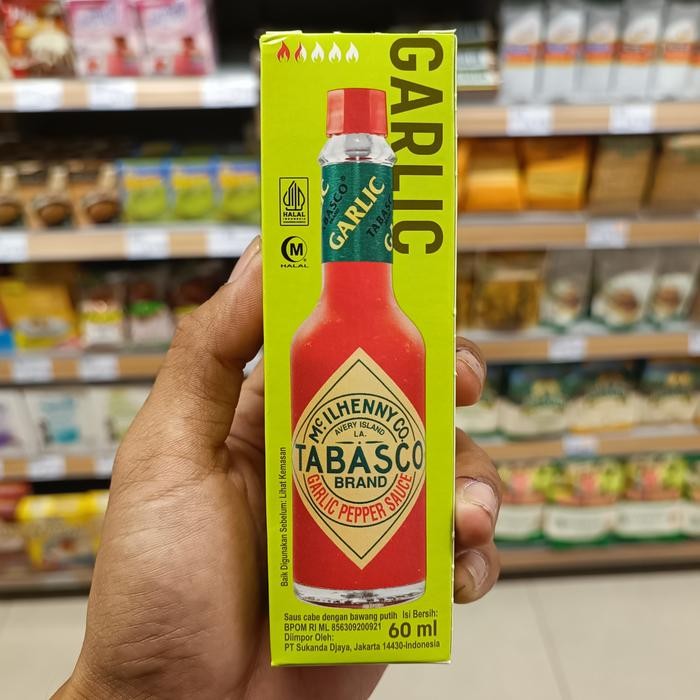 GARLIC
HALAL
INDONESIA
M
HALAL
TABASCO®
GARLIC
TABASCO
McILHENNY CO.
AVERY ISLAND
LA.
TABASCO
BRAND
GARLIC PEPPER SAUCE
Baik Digunakan Sebelum: Lihat Kemasan
Saus cabe dengan bawang putih Isi Bersih:
BPOM RI ML 856309200921 60 ml
Diimpor Oleh:
PT Sukanda Djaya, Jakarta 14430-Indonesia